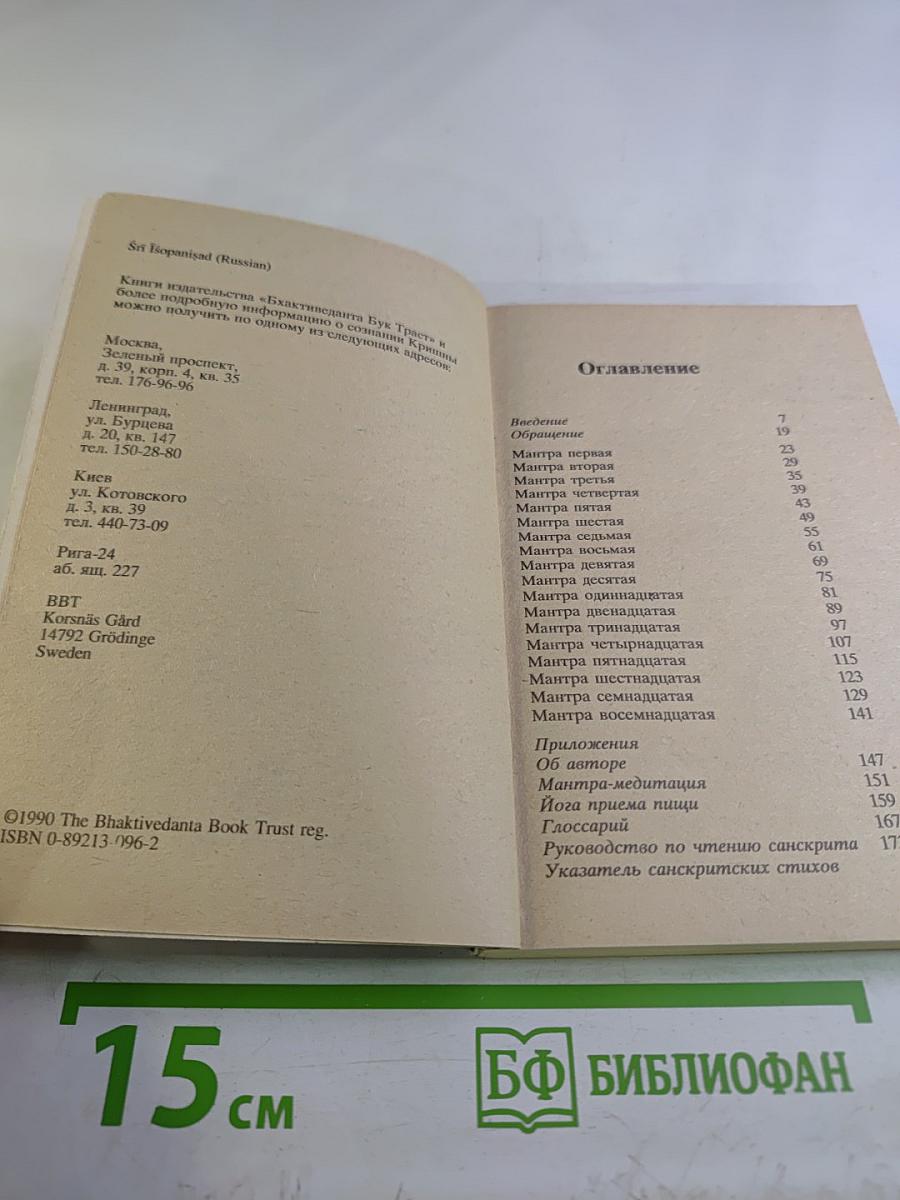 Śrī Īśopaniṣad (Russian)
Книги издательства «Бхактиведанта Бук Траст» и
более подробную информацию о сознании Кришны
можно получить по одному из следующих адресов:
Москва,
Зеленый проспект,
д. 39, корп. 4, кв. 35
тел. 176-96-96
Ленинград,
ул. Бурцева
д. 20, кв. 147
тел. 150-28-80
Киев
ул. Котовского
д. 3, кв. 39
тел. 440-73-09
Рига-24
аб. ящ. 227
BBT
Korsnäs Gård
14792 Grödinge
Sweden
©1990 The Bhaktivedanta Book Trust reg.
ISBN 0-89213-096-2
Оглавление
Введение 7
Обращение 19
Мантра первая 23
Мантра вторая 29
Мантра третья 35
Мантра четвертая 39
Мантра пятая 43
Мантра шестая 49
Мантра седьмая 55
Мантра восьмая 61
Мантра девятая 69
Мантра десятая 75
Мантра одиннадцатая 81
Мантра двенадцатая 89
Мантра тринадцатая 97
Мантра четырнадцатая 107
Мантра пятнадцатая 115
Мантра шестнадцатая 123
Мантра семнадцатая 129
Мантра восемнадцатая 141
Приложения
Об авторе 147
Мантра-медитация 151
Йога приема пищи 159
Глоссарий 167
Руководство по чтению санскрита
Указатель санскритских стихов
15 см
БФ БИБЛИОФАН